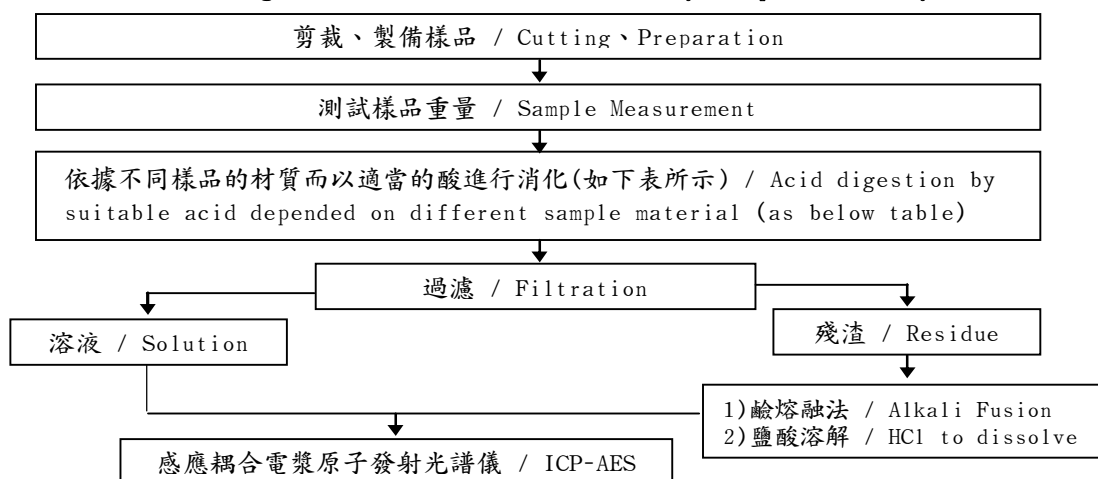 剪裁、製備樣品 / Cutting、Preparation
測試樣品重量 / Sample Measurement
依據不同樣品的材質而以適當的酸進行消化(如下表所示) / Acid digestion by
suitable acid depended on different sample material (as below table)
過濾 / Filtration
溶液 / Solution
殘渣 / Residue
1)鹼熔融法 / Alkali Fusion
2)鹽酸溶解 / HCl to dissolve
感應耦合電漿原子發射光譜儀 / ICP-AES